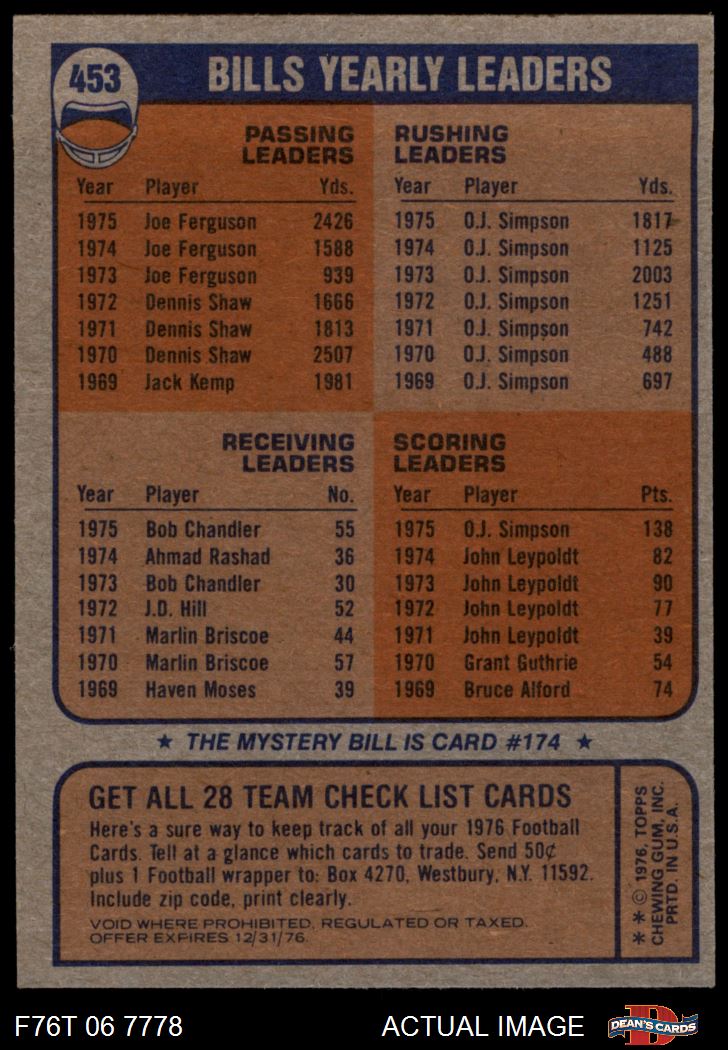 453
BILLS YEARLY LEADERS
PASSING
LEADERS
Year Player Yds.
1975 Joe Ferguson 2426
1974 Joe Ferguson 1588
1973 Joe Ferguson 939
1972 Dennis Shaw 1666
1971 Dennis Shaw 1813
1970 Dennis Shaw 2507
1969 Jack Kemp 1981
RUSHING
LEADERS
Year Player Yds.
1975 O.J. Simpson 1817
1974 O.J. Simpson 1125
1973 O.J. Simpson 2003
1972 O.J. Simpson 1251
1971 O.J. Simpson 742
1970 O.J. Simpson 488
1969 O.J. Simpson 697
RECEIVING
LEADERS
Year Player No.
1975 Bob Chandler 55
1974 Ahmad Rashad 36
1973 Bob Chandler 30
1972 J.D. Hill 52
1971 Marlin Briscoe 44
1970 Marlin Briscoe 57
1969 Haven Moses 39
SCORING
LEADERS
Year Player Pts.
1975 O.J. Simpson 138
1974 John Leypoldt 82
1973 John Leypoldt 90
1972 John Leypoldt 77
1971 John Leypoldt 39
1970 Grant Guthrie 54
1969 Bruce Alford 74
★ THE MYSTERY BILL IS CARD #174 ★
GET ALL 28 TEAM CHECK LIST CARDS
Here's a sure way to keep track of all your 1976 Football
Cards. Tell at a glance which cards to trade. Send 50¢
plus 1 Football wrapper to: Box 4270, Westbury, N.Y. 11592.
Include zip code, print clearly.
VOID WHERE PROHIBITED, REGULATED OR TAXED.
OFFER EXPIRES 12/31/76.
* * © 1976, TOPPS
CHEWING GUM, INC.
PRTD. IN U.S.A.
F76T 06 7778
ACTUAL IMAGE
D
DEAN'S CARDS